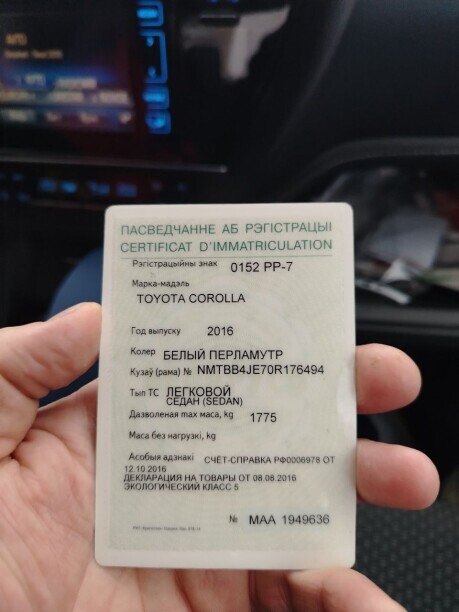 ПАСВЕДЧАННЕ АБ РЭГІСТРАЦЫІ
CERTIFICAT D'IMMATRICULATION
Рэгістрацыйны знак 0152 PP-7
Марка-мадэль
TOYOTA COROLLA
Год выпуску 2016
Колер БЕЛЫЙ ПЕРЛАМУТР
Кузаў (рама) № NMTBB4JE70R176494
Тып ТС ЛЕГКОВОЙ
СЕДАН (SEDAN)
Дазволеная max маса, kg 1775
Маса без нагрузкі, kg
Асобыя адзнакі СЧЁТ-СПРАВКА РФ0006978 ОТ
12.10.2016
ДЕКЛАРАЦИЯ НА ТОВАРЫ ОТ 08.08.2016
ЭКОЛОГИЧЕСКИЙ КЛАСС 5
№ MAA 1949636